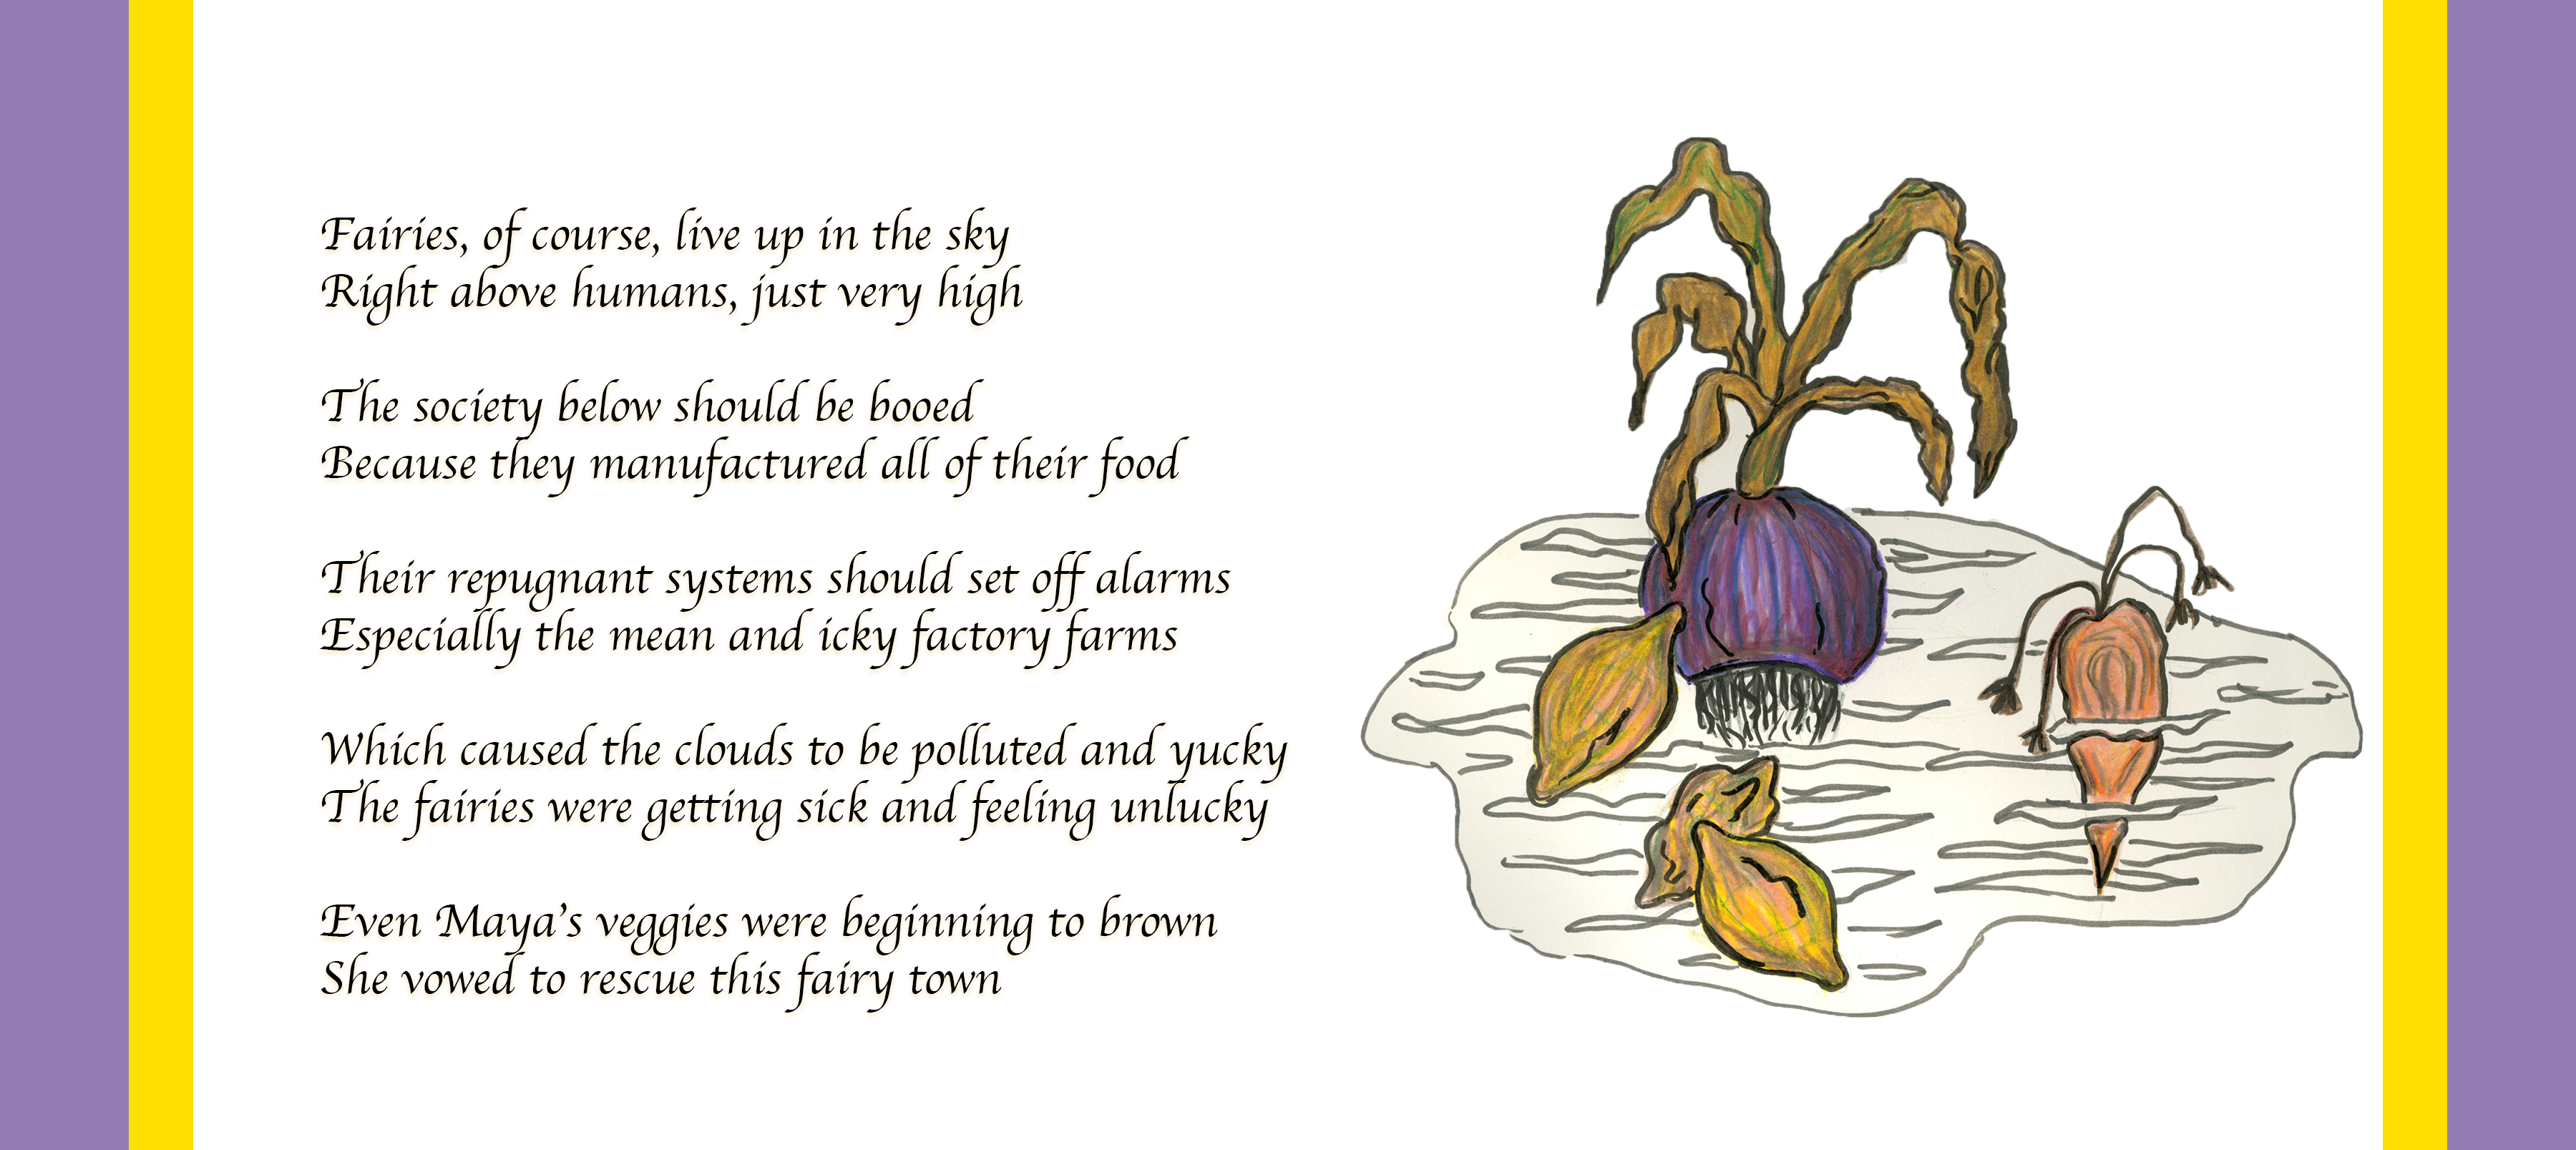 Fairies, of course, live up in the sky
Right above humans, just very high
The society below should be booed
Because they manufactured all of their food
Their repugnant systems should set off alarms
Especially the mean and icky factory farms
Which caused the clouds to be polluted and yucky
The fairies were getting sick and feeling unlucky
Even Maya's veggies were beginning to brown
She vowed to rescue this fairy town